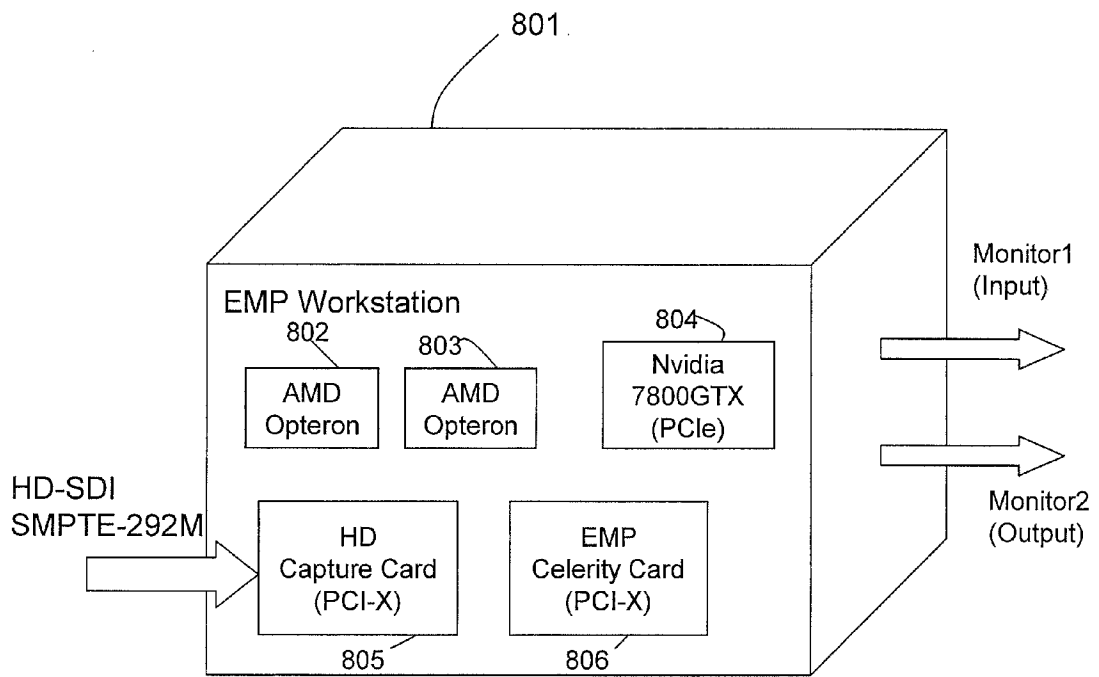 801
EMP Workstation
802
803
804
AMD
Opteron
AMD
Opteron
Nvidia
7800GTX
(PCIe)
Monitor1
(Input)
HD-SDI
SMPTE-292M
HD
Capture Card
(PCI-X)
805
EMP
Celerity Card
(PCI-X)
806
Monitor2
(Output)